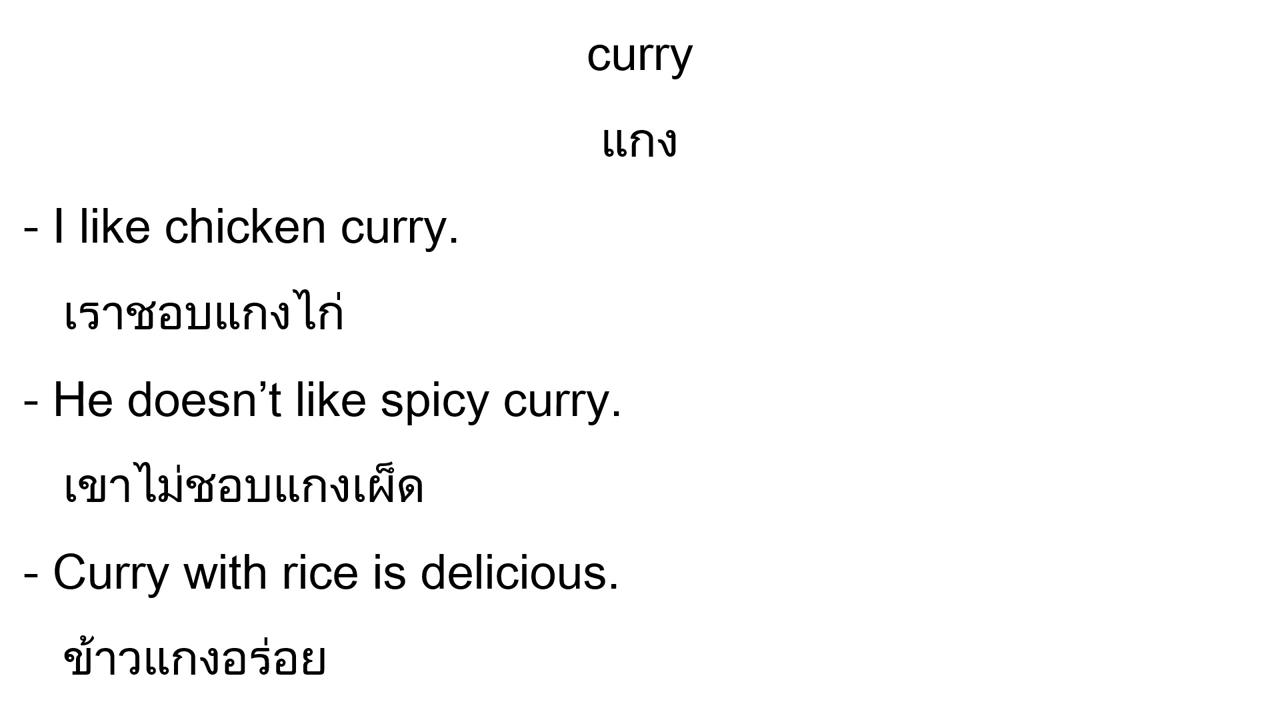 curry
แกง
- I like chicken curry.
เราชอบแกงไก่
- He doesn’t like spicy curry.
เขาไม่ชอบแกงเผ็ด
- Curry with rice is delicious.
ข้าวแกงอร่อย